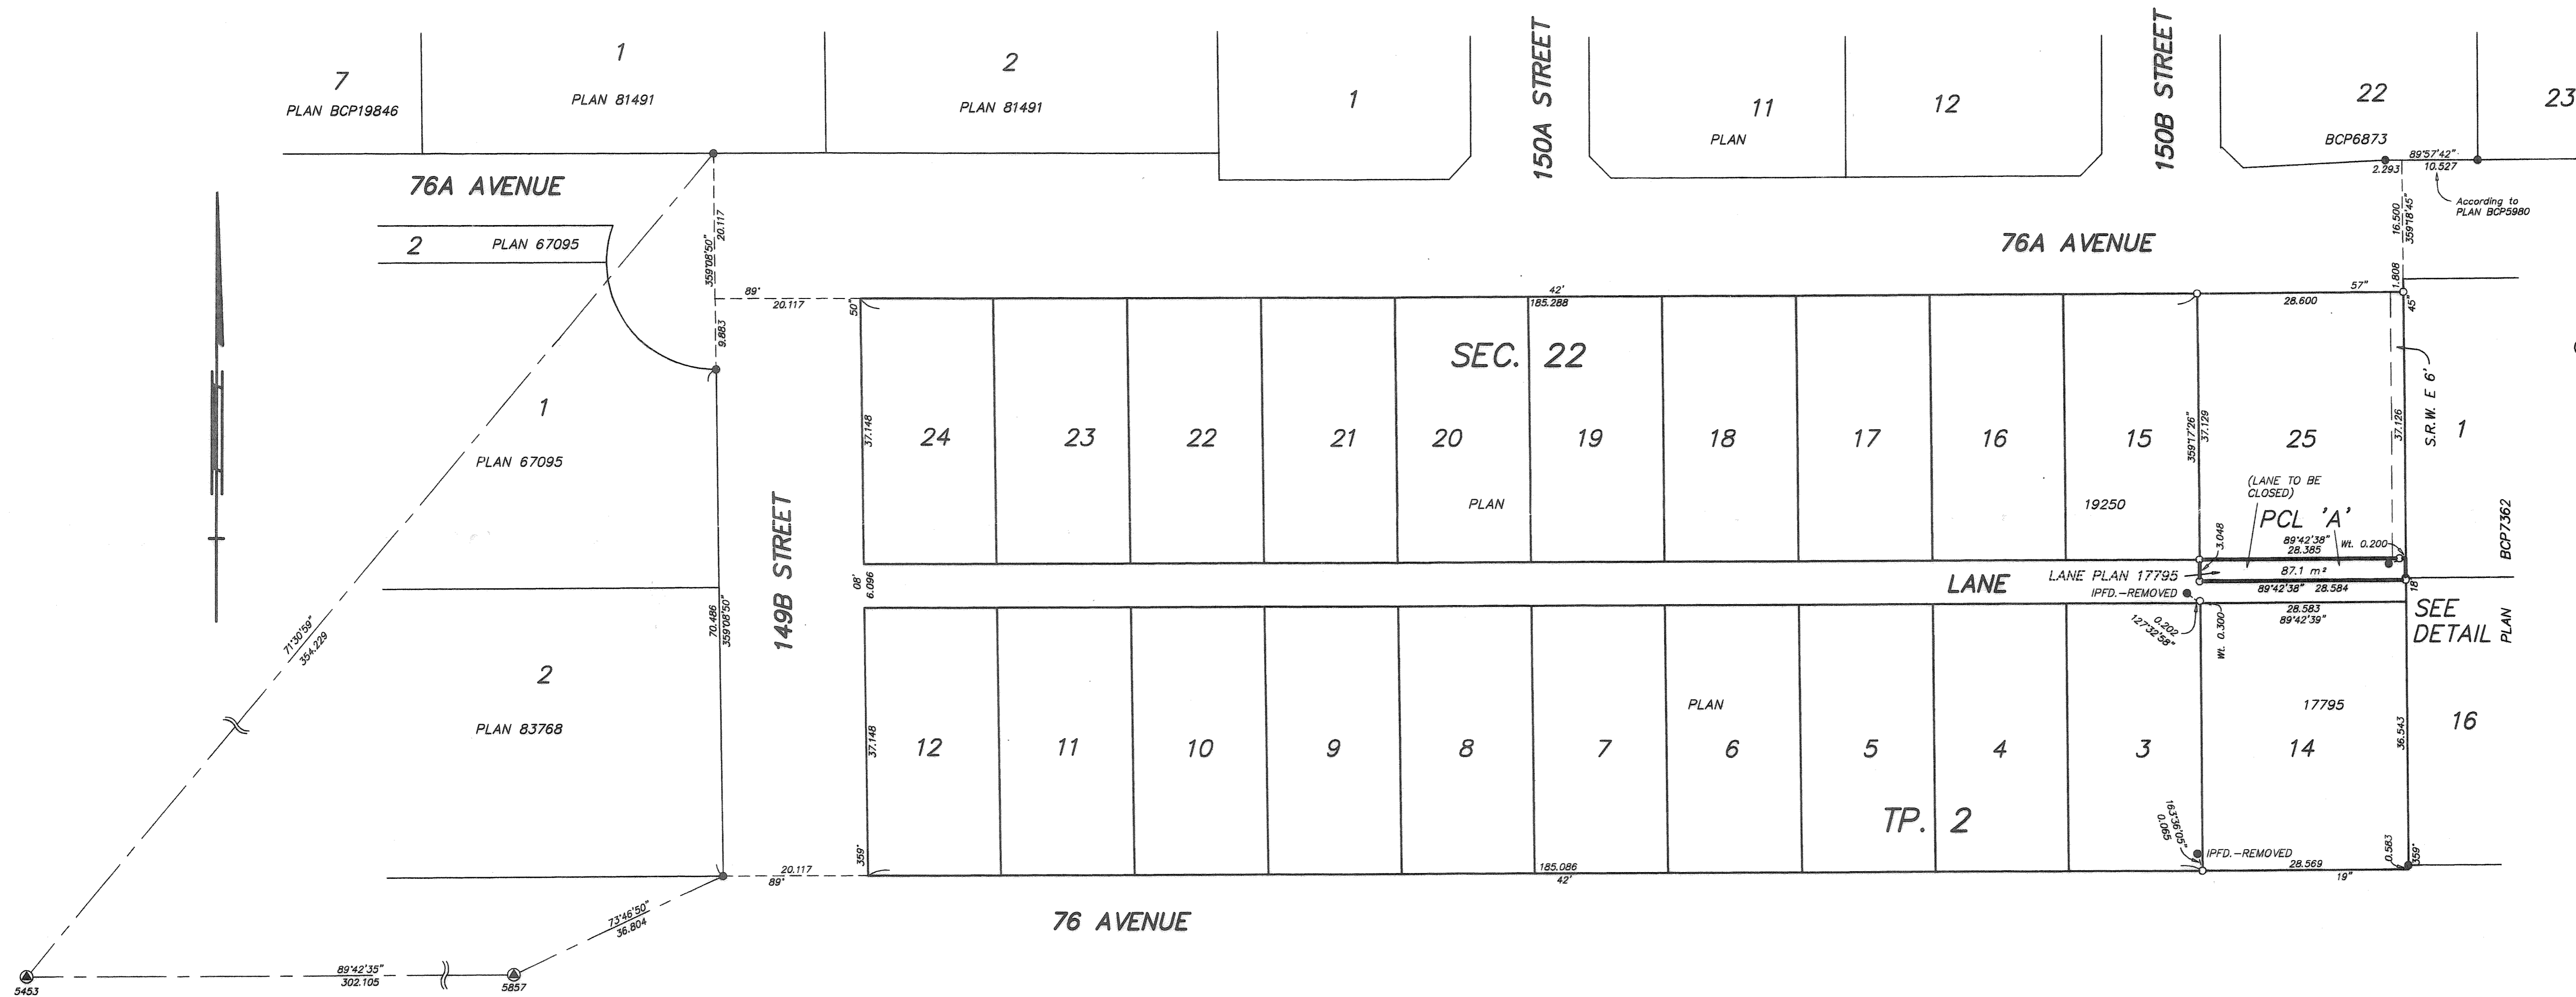 7
PLAN BCP19846
1
PLAN 81491
2
PLAN 81491
1
150A STREET
11
PLAN
12
150B STREET
22
BCP6873
23
89°57'42"
2.293
10.527
According to
PLAN BCP5980
76A AVENUE
20.117
359°08'50"
16.500
359°18'45"
2
PLAN 67095
76A AVENUE
1.808
89°
20.117
50"
42'
185.288
57"
28.600
45"
9.883
SEC. 22
S.R.W. E 6'
1
PLAN 67095
37.148
24
23
22
21
20
19
18
17
16
15
359°17'26"
37.129
25
37.126
1
PLAN
19250
(LANE TO BE
CLOSED)
PCL 'A'
BCP7362
149B STREET
3.048
89°42'38"
28.385
Wt. 0.200
08'
6.096
LANE
LANE PLAN 17795
87.1 m²
89°42'38"
28.584
18'
IPFD.-REMOVED
0.202
127°32'58"
Wt. 0.300
28.583
89°42'39"
SEE
DETAIL
PLAN
70.486
359°08'50"
71°30'59"
354.229
2
PLAN 83768
PLAN
17795
16
37.148
12
11
10
9
8
7
6
5
4
3
14
36.543
TP. 2
163°36'05"
0.065
IPFD.-REMOVED
0.583
359°
359°
20.117
89°
185.086
42'
28.569
19"
76 AVENUE
73°46'50"
36.804
89°42'35"
302.105
5453
5857